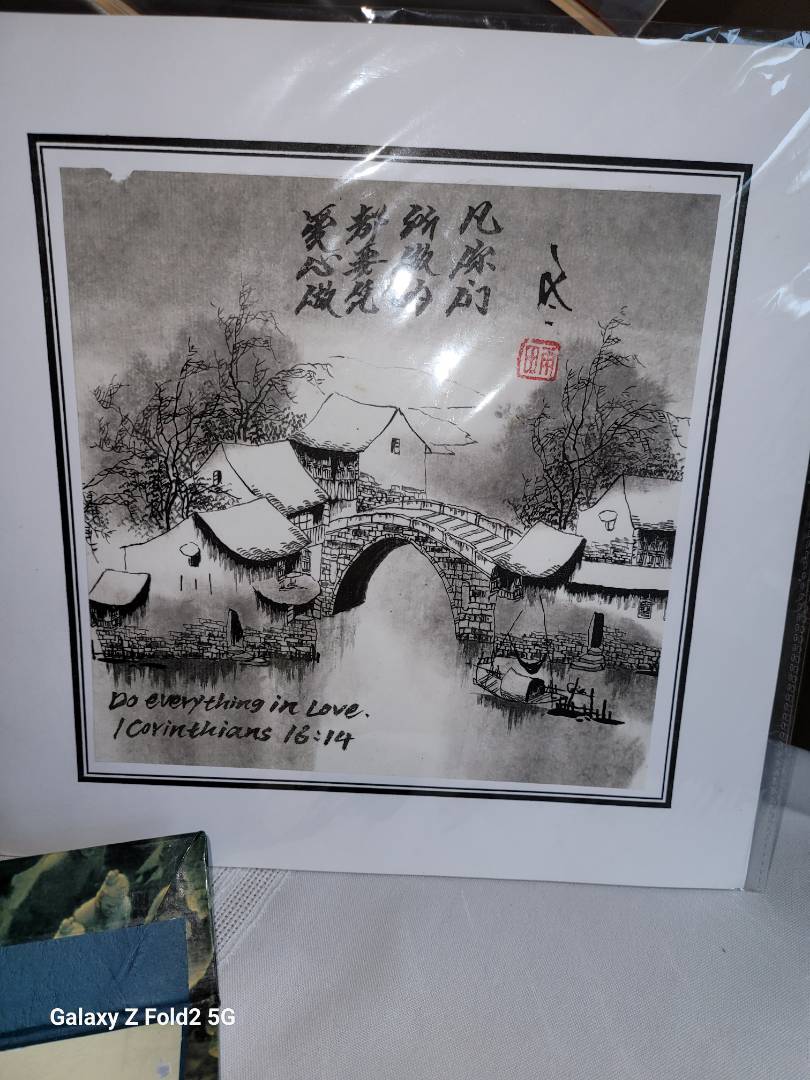 凡你们
所做的
都要凭
爱心做
Do everything in Love.
1 Corinthians 16:14
Galaxy Z Fold2 5G